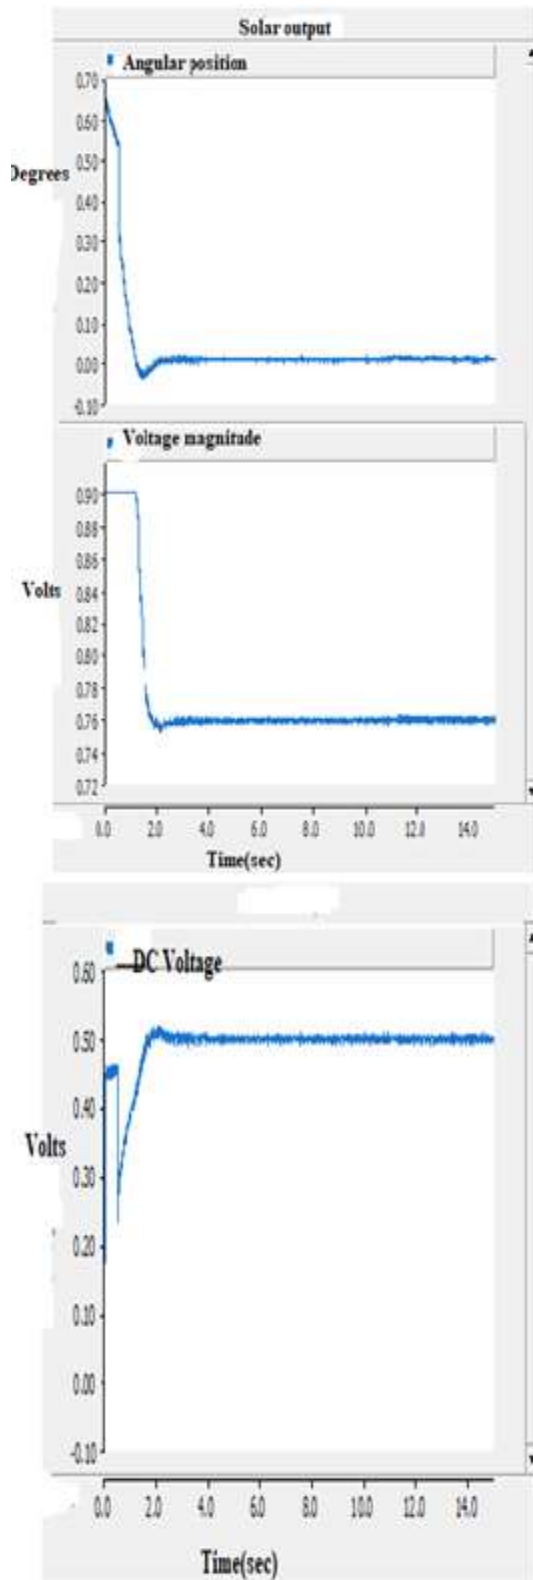 Solar output
Angular position
0.70
0.60
Degrees
0.50
0.40
0.30
0.20
0.10
0.00
-0.10
Voltage magnitude
0.90
0.88
0.86
Volts
0.84
0.82
0.80
0.78
0.76
0.74
0.72
0.0 2.0 4.0 6.0 8.0 10.0 12.0 14.0
Time(sec)
DC Voltage
0.60
0.50
0.40
Volts
0.30
0.20
0.10
0.00
-0.10
0.0 2.0 4.0 6.0 8.0 10.0 12.0 14.0
Time(sec)